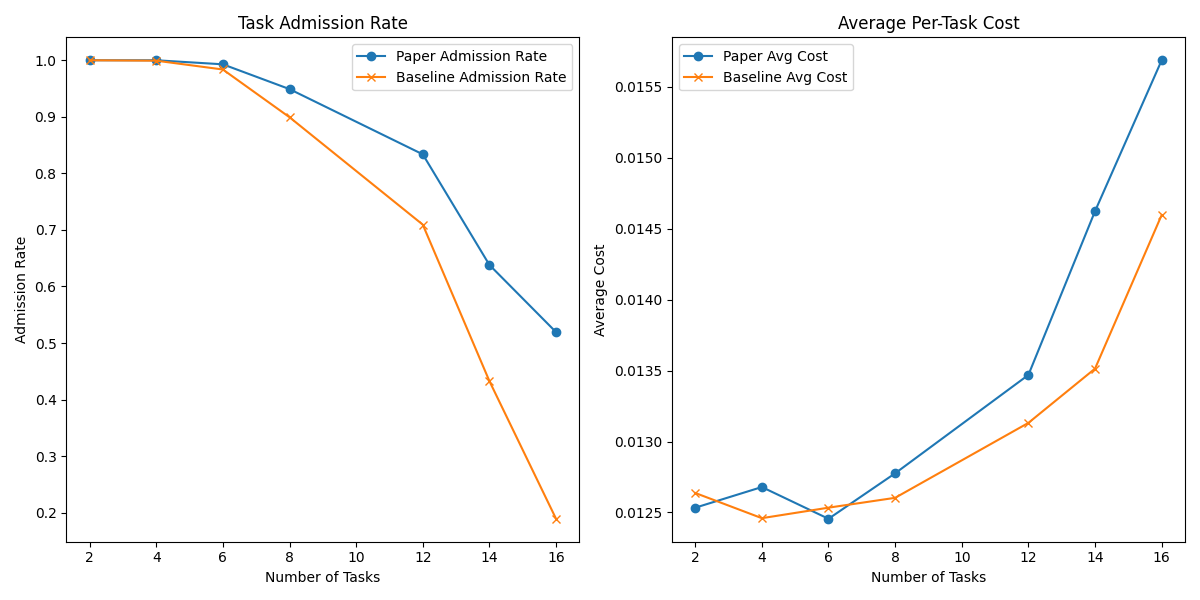 Task Admission Rate
Paper Admission Rate
Baseline Admission Rate
1.0
0.9
0.8
0.7
0.6
0.5
0.4
0.3
0.2
Admission Rate
2 4 6 8 10 12 14 16
Number of Tasks
Average Per-Task Cost
Paper Avg Cost
Baseline Avg Cost
0.0155
0.0150
0.0145
0.0140
0.0135
0.0130
0.0125
Average Cost
2 4 6 8 10 12 14 16
Number of Tasks